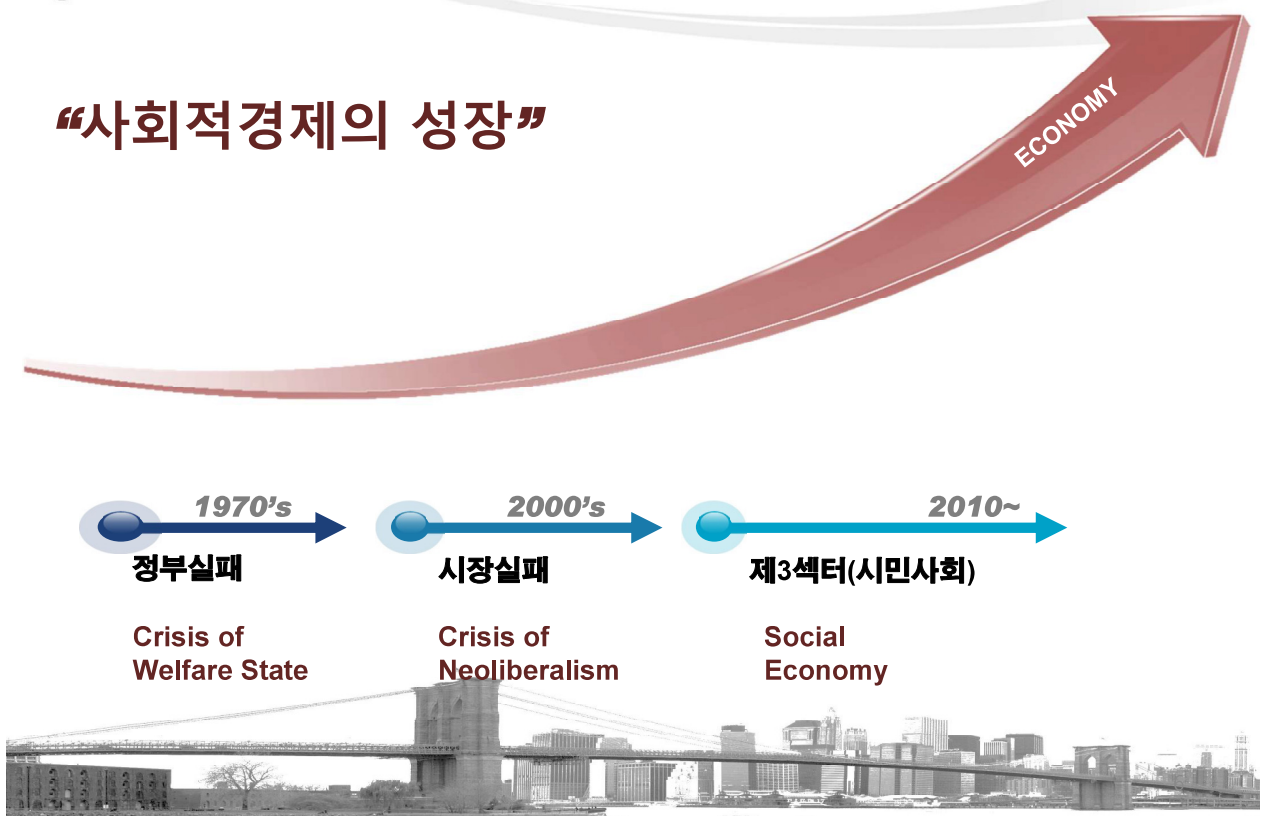 “사회적경제의 성장”
ECONOMY
1970’s
2000’s
2010~
정부실패
시장실패
제3섹터(시민사회)
Crisis of
Welfare State
Crisis of
Neoliberalism
Social
Economy